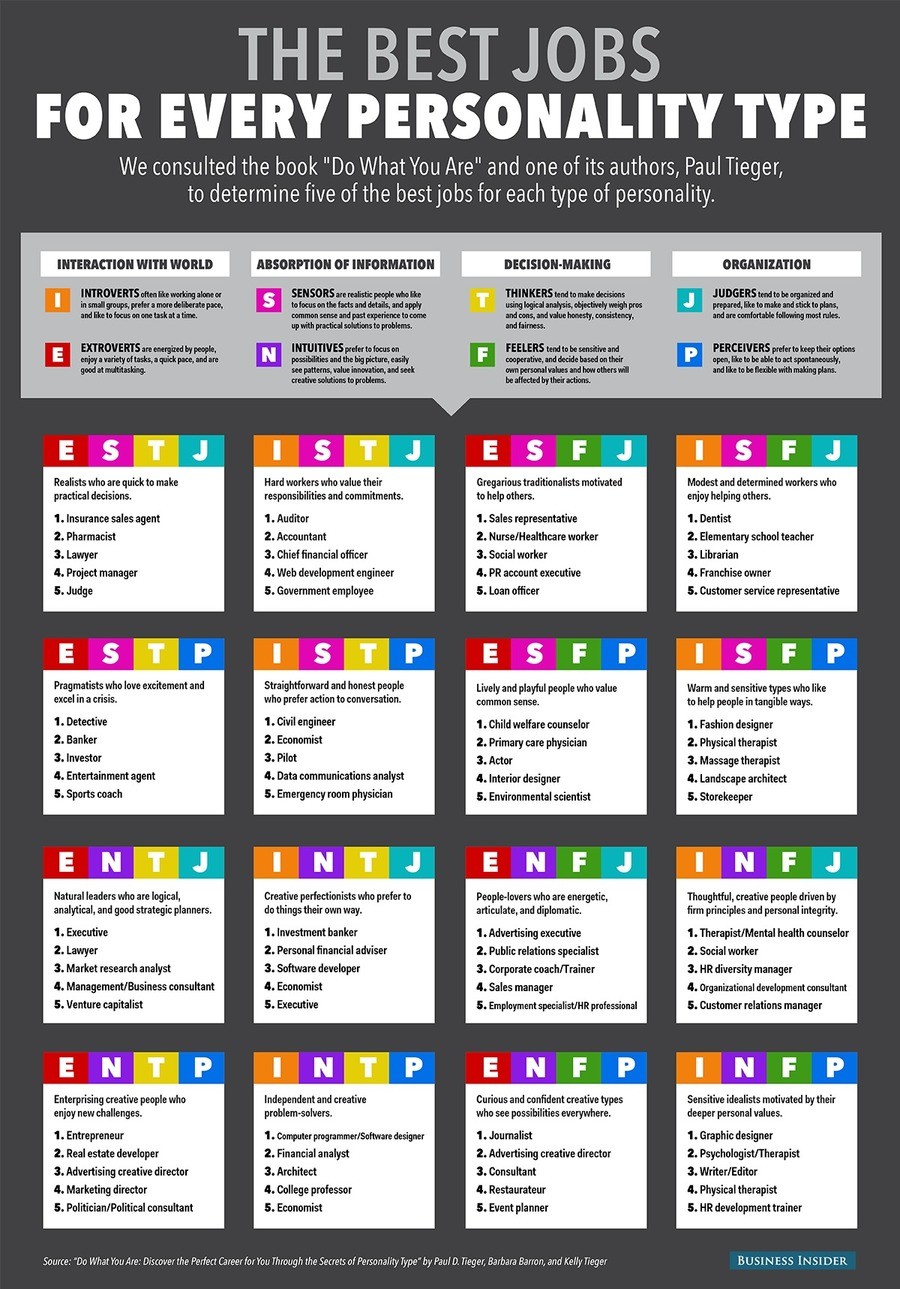 THE BEST JOBS
FOR EVERY PERSONALITY TYPE
We consulted the book "Do What You Are" and one of its authors, Paul Tieger,
to determine five of the best jobs for each type of personality.
INTERACTION WITH WORLD
I
INTROVERTS often like working alone or
in small groups, prefer a more deliberate pace,
and like to focus on one task at a time.
E
EXTROVERTS are energized by people,
enjoy a variety of tasks, a quick pace, and are
good at multitasking.
ABSORPTION OF INFORMATION
S
SENSORS are realistic people who like
to focus on the facts and details, and apply
common sense and past experience to come
up with practical solutions to problems.
N
INTUITIVES prefer to focus on
possibilities and the big picture, easily
see patterns, value innovation, and seek
creative solutions to problems.
DECISION-MAKING
T
THINKERS tend to make decisions
using logical analysis, objectively weigh pros
and cons, and value honesty, consistency,
and fairness.
F
FEELERS tend to be sensitive and
cooperative, and decide based on their
own personal values and how others will
be affected by their actions.
ORGANIZATION
J
JUDGERS tend to be organized and
prepared, like to make and stick to plans,
and are comfortable following most rules.
P
PERCEIVERS prefer to keep their options
open, like to be able to act spontaneously,
and like to be flexible with making plans.
E S T J
Realists who are quick to make
practical decisions.
1. Insurance sales agent
2. Pharmacist
3. Lawyer
4. Project manager
5. Judge
I S T J
Hard workers who value their
responsibilities and commitments.
1. Auditor
2. Accountant
3. Chief financial officer
4. Web development engineer
5. Government employee
E S F J
Gregarious traditionalists motivated
to help others.
1. Sales representative
2. Nurse/Healthcare worker
3. Social worker
4. PR account executive
5. Loan officer
I S F J
Modest and determined workers who
enjoy helping others.
1. Dentist
2. Elementary school teacher
3. Librarian
4. Franchise owner
5. Customer service representative
E S T P
Pragmatists who love excitement and
excel in a crisis.
1. Detective
2. Banker
3. Investor
4. Entertainment agent
5. Sports coach
I S T P
Straightforward and honest people
who prefer action to conversation.
1. Civil engineer
2. Economist
3. Pilot
4. Data communications analyst
5. Emergency room physician
E S F P
Lively and playful people who value
common sense.
1. Child welfare counselor
2. Primary care physician
3. Actor
4. Interior designer
5. Environmental scientist
I S F P
Warm and sensitive types who like
to help people in tangible ways.
1. Fashion designer
2. Physical therapist
3. Massage therapist
4. Landscape architect
5. Storekeeper
E N T J
Natural leaders who are logical,
analytical, and good strategic planners.
1. Executive
2. Lawyer
3. Market research analyst
4. Management/Business consultant
5. Venture capitalist
I N T J
Creative perfectionists who prefer to
do things their own way.
1. Investment banker
2. Personal financial adviser
3. Software developer
4. Economist
5. Executive
E N F J
People-lovers who are energetic,
articulate, and diplomatic.
1. Advertising executive
2. Public relations specialist
3. Corporate coach/Trainer
4. Sales manager
5. Employment specialist/HR professional
I N F J
Thoughtful, creative people driven by
firm principles and personal integrity.
1. Therapist/Mental health counselor
2. Social worker
3. HR diversity manager
4. Organizational development consultant
5. Customer relations manager
E N T P
Enterprising creative people who
enjoy new challenges.
1. Entrepreneur
2. Real estate developer
3. Advertising creative director
4. Marketing director
5. Politician/Political consultant
I N T P
Independent and creative
problem-solvers.
1. Computer programmer/Software designer
2. Financial analyst
3. Architect
4. College professor
5. Economist
E N F P
Curious and confident creative types
who see possibilities everywhere.
1. Journalist
2. Advertising creative director
3. Consultant
4. Restaurateur
5. Event planner
I N F P
Sensitive idealists motivated by their
deeper personal values.
1. Graphic designer
2. Psychologist/Therapist
3. Writer/Editor
4. Physical therapist
5. HR development trainer
Source: "Do What You Are: Discover the Perfect Career for You Through the Secrets of Personality Type" by Paul D. Tieger, Barbara Barron, and Kelly Tieger
BUSINESS INSIDER